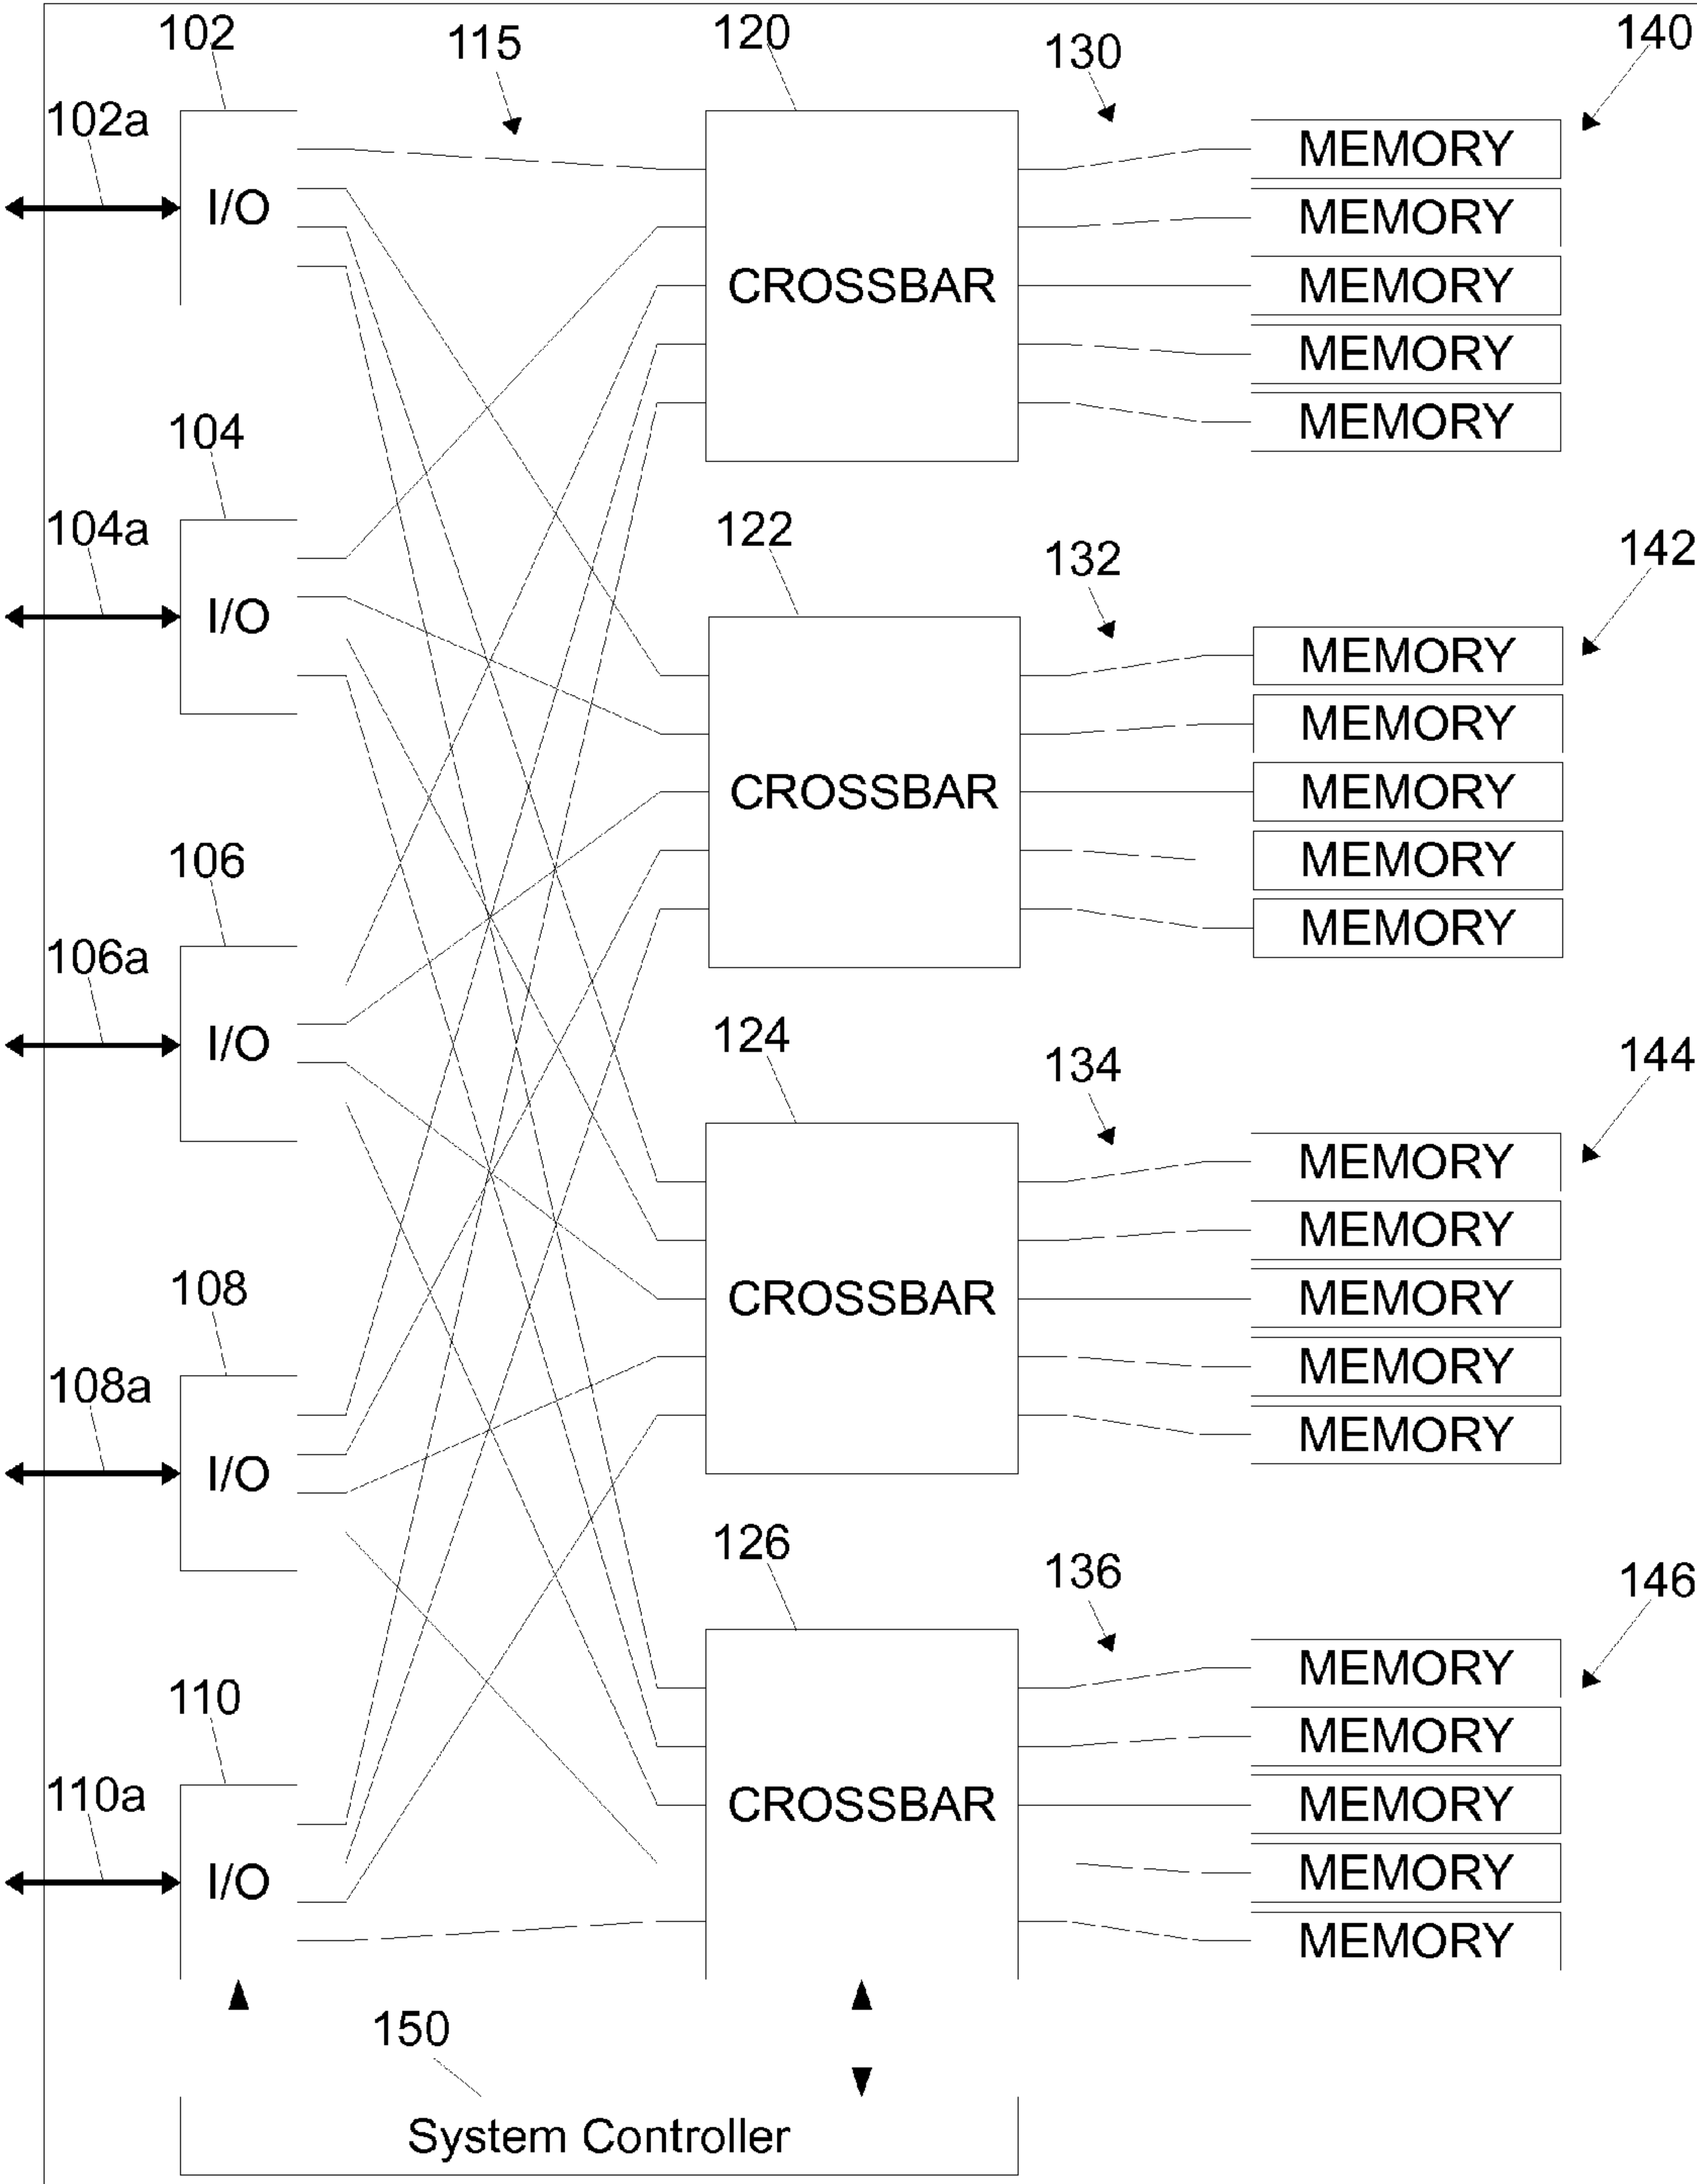 102
115
120
130
140
102a
MEMORY
I/O
MEMORY
CROSSBAR
MEMORY
MEMORY
MEMORY
104
104a
122
132
142
I/O
MEMORY
MEMORY
CROSSBAR
MEMORY
106
MEMORY
106a
MEMORY
I/O
124
134
144
MEMORY
MEMORY
108
CROSSBAR
MEMORY
108a
MEMORY
MEMORY
I/O
126
136
146
110
MEMORY
MEMORY
110a
CROSSBAR
MEMORY
I/O
MEMORY
MEMORY
150
System Controller